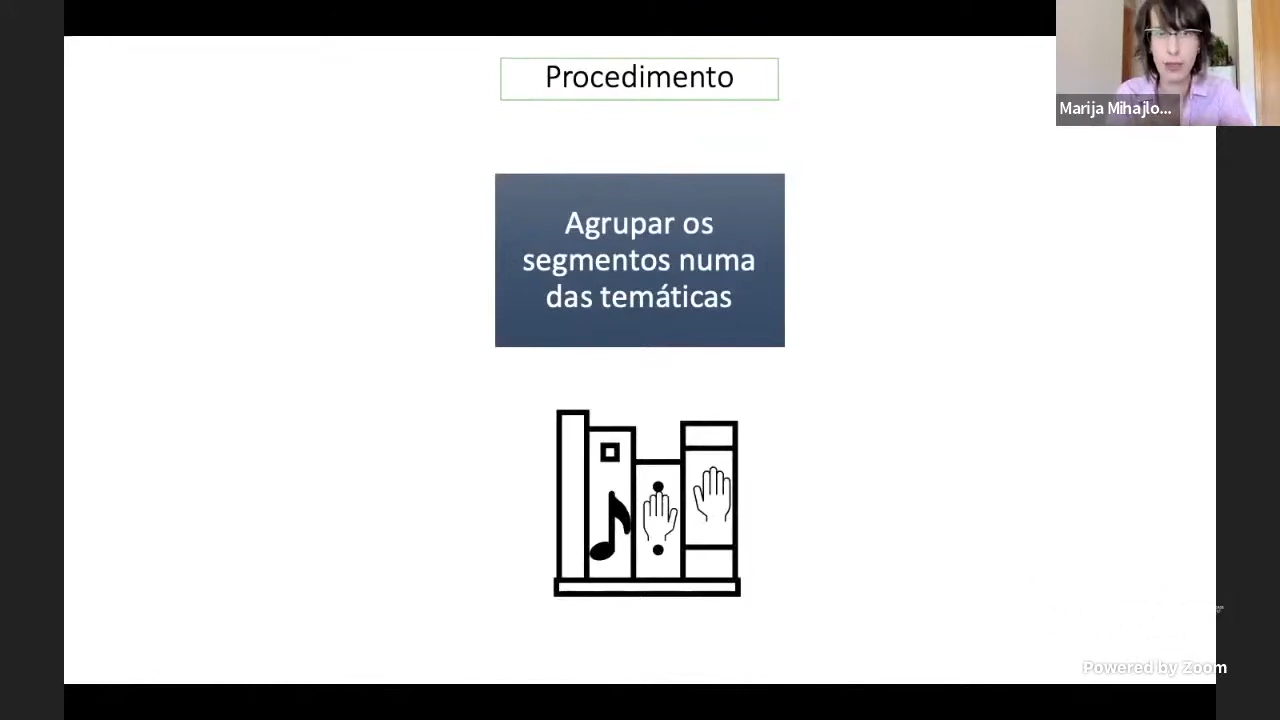 Procedimento
Marija Mihajlo...
Agrupar os
segmentos numa
das temáticas
Powered by Zoom